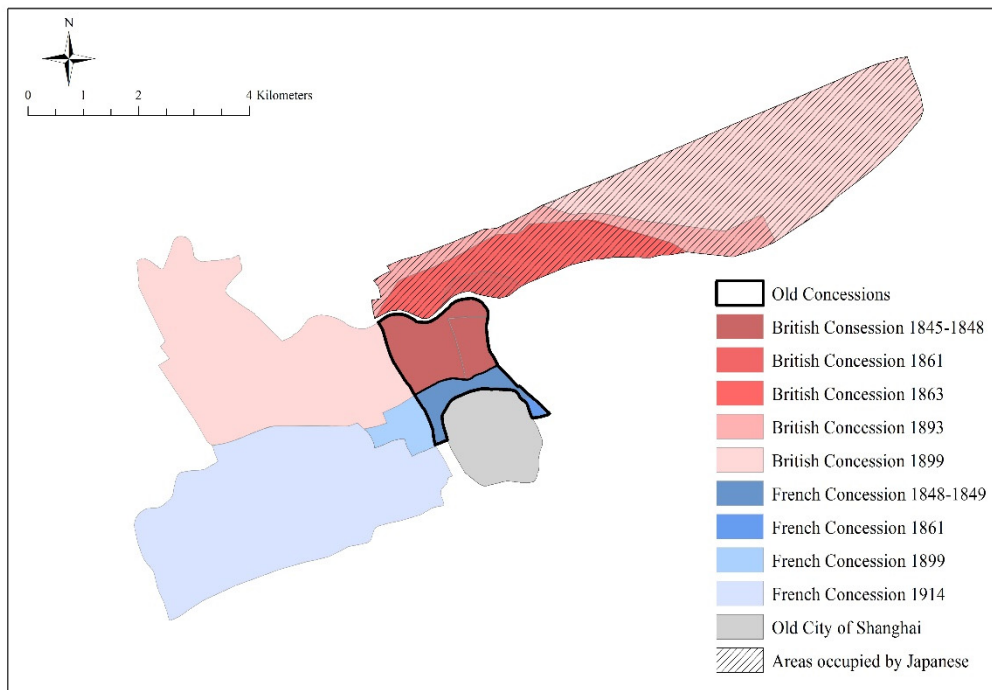 N
0 1 2 4 Kilometers
Old Concessions
British Consession 1845-1848
British Concession 1861
British Concession 1863
British Concession 1893
British Concession 1899
French Concession 1848-1849
French Concession 1861
French Concession 1899
French Concession 1914
Old City of Shanghai
Areas occupied by Japanese